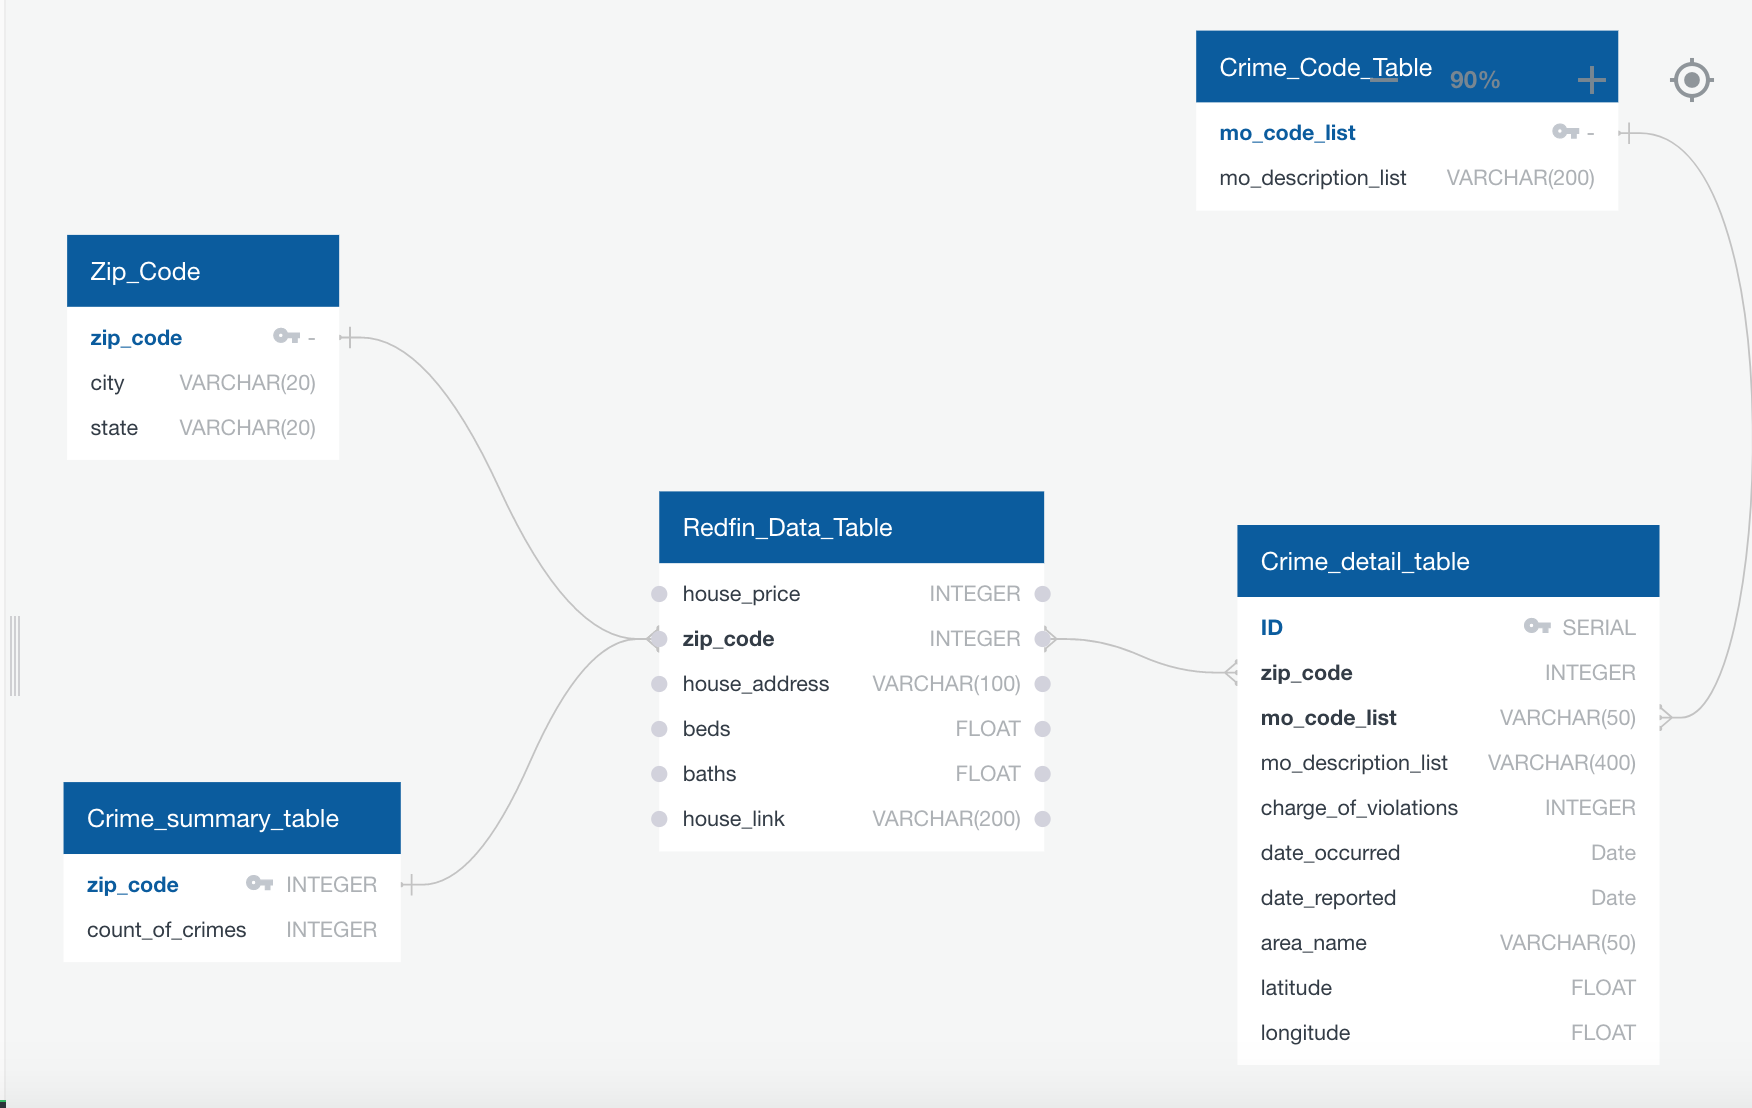 Crime_Code_Table
90%
mo_code_list -
mo_description_list VARCHAR(200)
Zip_Code
zip_code -
city VARCHAR(20)
state VARCHAR(20)
Redfin_Data_Table
house_price INTEGER
zip_code INTEGER
house_address VARCHAR(100)
beds FLOAT
baths FLOAT
house_link VARCHAR(200)
Crime_detail_table
ID SERIAL
zip_code INTEGER
mo_code_list VARCHAR(50)
mo_description_list VARCHAR(400)
charge_of_violations INTEGER
date_occurred Date
date_reported Date
area_name VARCHAR(50)
latitude FLOAT
longitude FLOAT
Crime_summary_table
zip_code INTEGER
count_of_crimes INTEGER